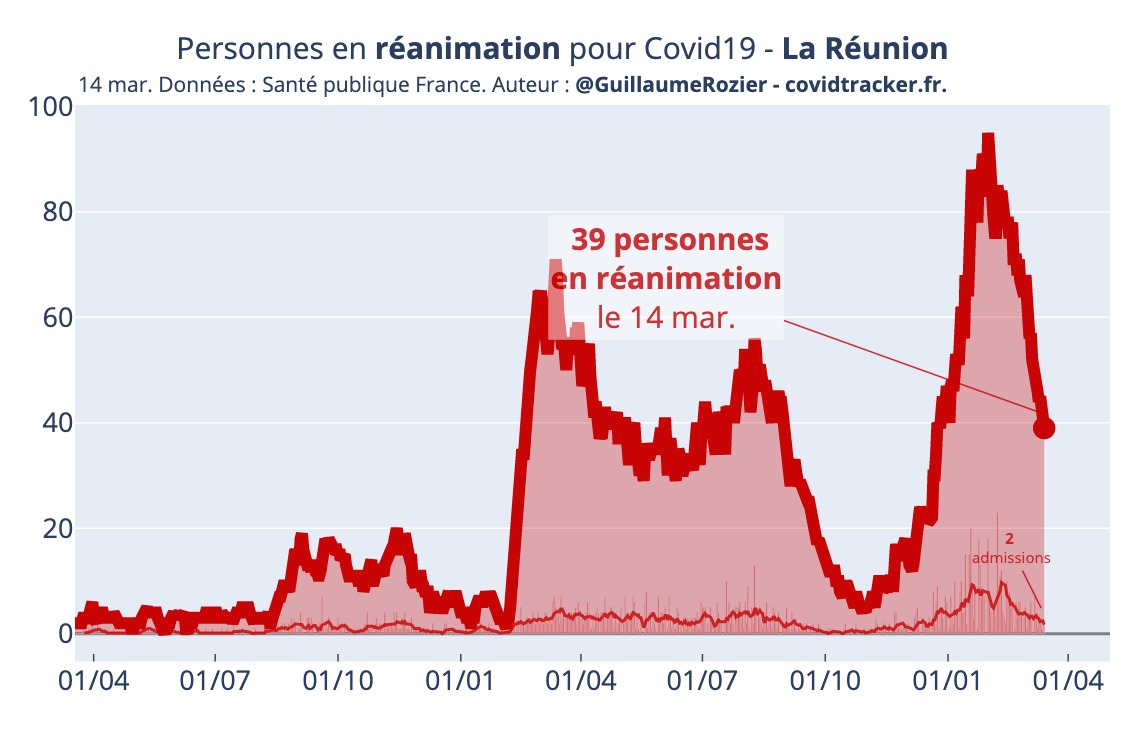 Personnes en réanimation pour Covid19 - La Réunion
14 mar. Données : Santé publique France. Auteur : @GuillaumeRozier - covidtracker.fr.
100
80
60
40
20
0
39 personnes
en réanimation
le 14 mar.
2
admissions
01/04 01/07 01/10 01/01 01/04 01/07 01/10 01/01 01/04